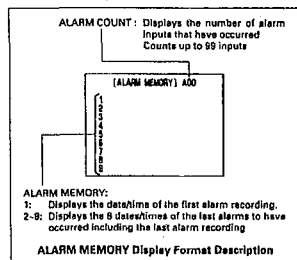 ALARM COUNT: Displays the number of alarm
Inputs that have occurred
Counts up to 99 inputs
(ALARM MEMORY) A00
1
2
3
4
5
6
7
8
9
ALARM MEMORY:
1: Displays the date/time of the first alarm recording.
2~9: Displays the 8 dates/times of the last alarms to have
occurred including the last alarm recording
ALARM MEMORY Display Format Description